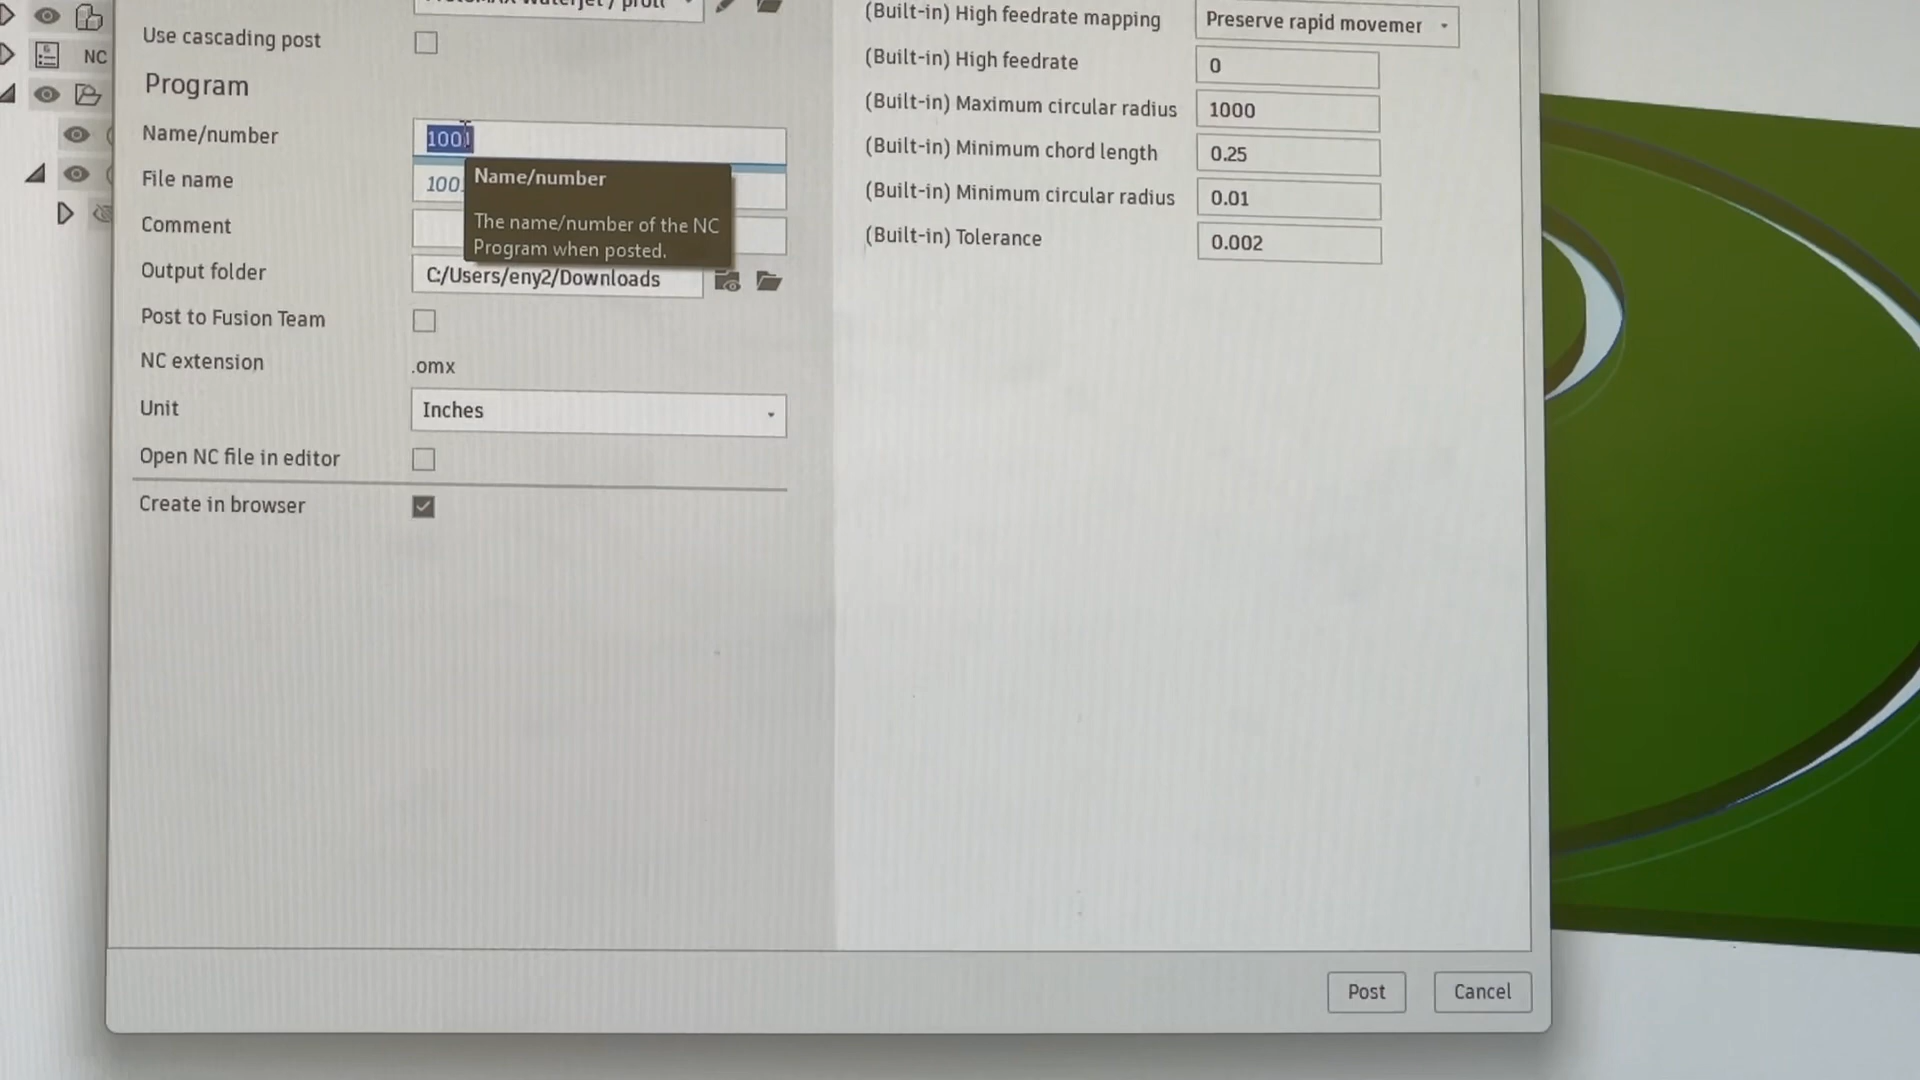 ProtoMAX Waterjet / prot
Use cascading post
Program
Name/number
1001
File name
1001
Comment
Output folder
C:/Users/eny2/Downloads
Post to Fusion Team
NC extension
.omx
Unit
Inches
Open NC file in editor
Create in browser
Name/number
The name/number of the NC
Program when posted.
(Built-in) High feedrate mapping
Preserve rapid movemer
(Built-in) High feedrate
0
(Built-in) Maximum circular radius
1000
(Built-in) Minimum chord length
0.25
(Built-in) Minimum circular radius
0.01
(Built-in) Tolerance
0.002
NC
Post
Cancel